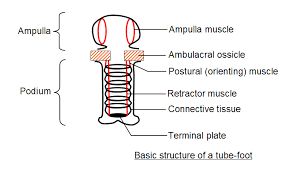 Ampulla
Ampulla muscle
Ambulacral ossicle
Postural (orienting) muscle
Podium
Retractor muscle
Connective tissue
Terminal plate
Basic structure of a tube-foot